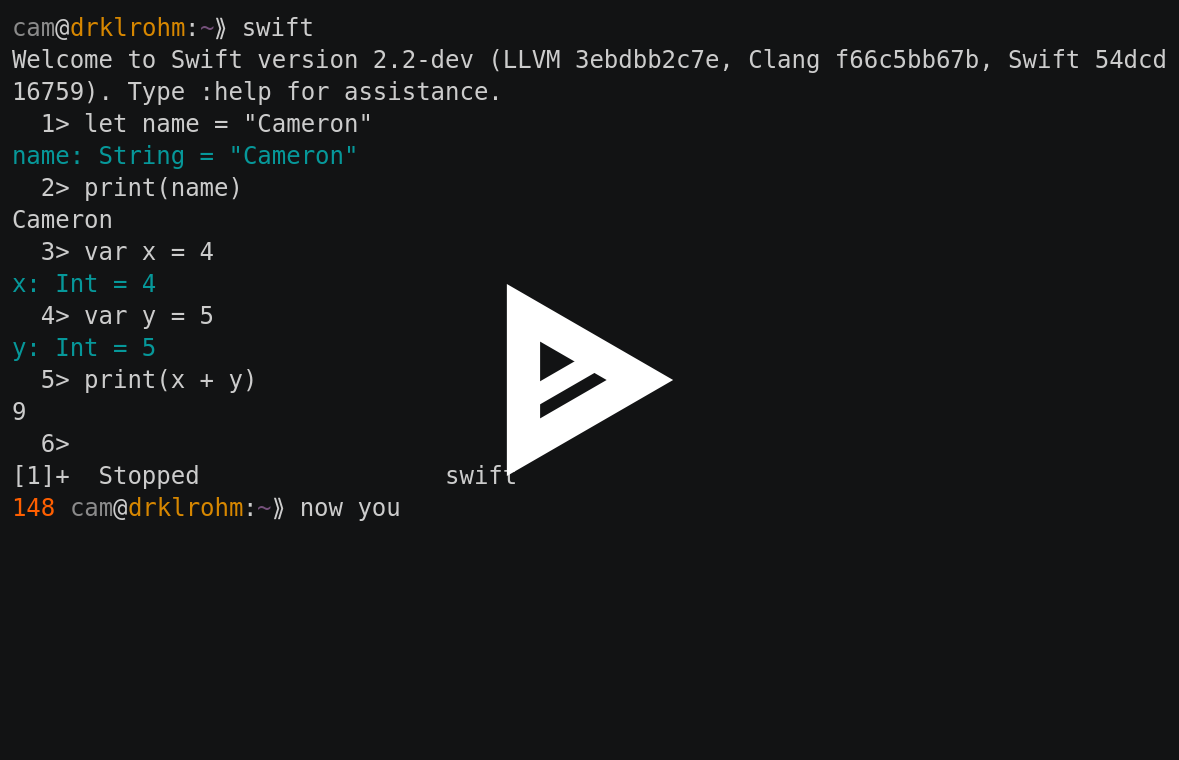 cam@drklrohm:~⟫ swift
Welcome to Swift version 2.2-dev (LLVM 3ebdbb2c7e, Clang f66c5bb67b, Swift 54dcd
16759). Type :help for assistance.
  1> let name = "Cameron"
name: String = "Cameron"
  2> print(name)
Cameron
  3> var x = 4
x: Int = 4
  4> var y = 5
y: Int = 5
  5> print(x + y)
9
  6>
[1]+  Stopped                 swift
148 cam@drklrohm:~⟫ now you